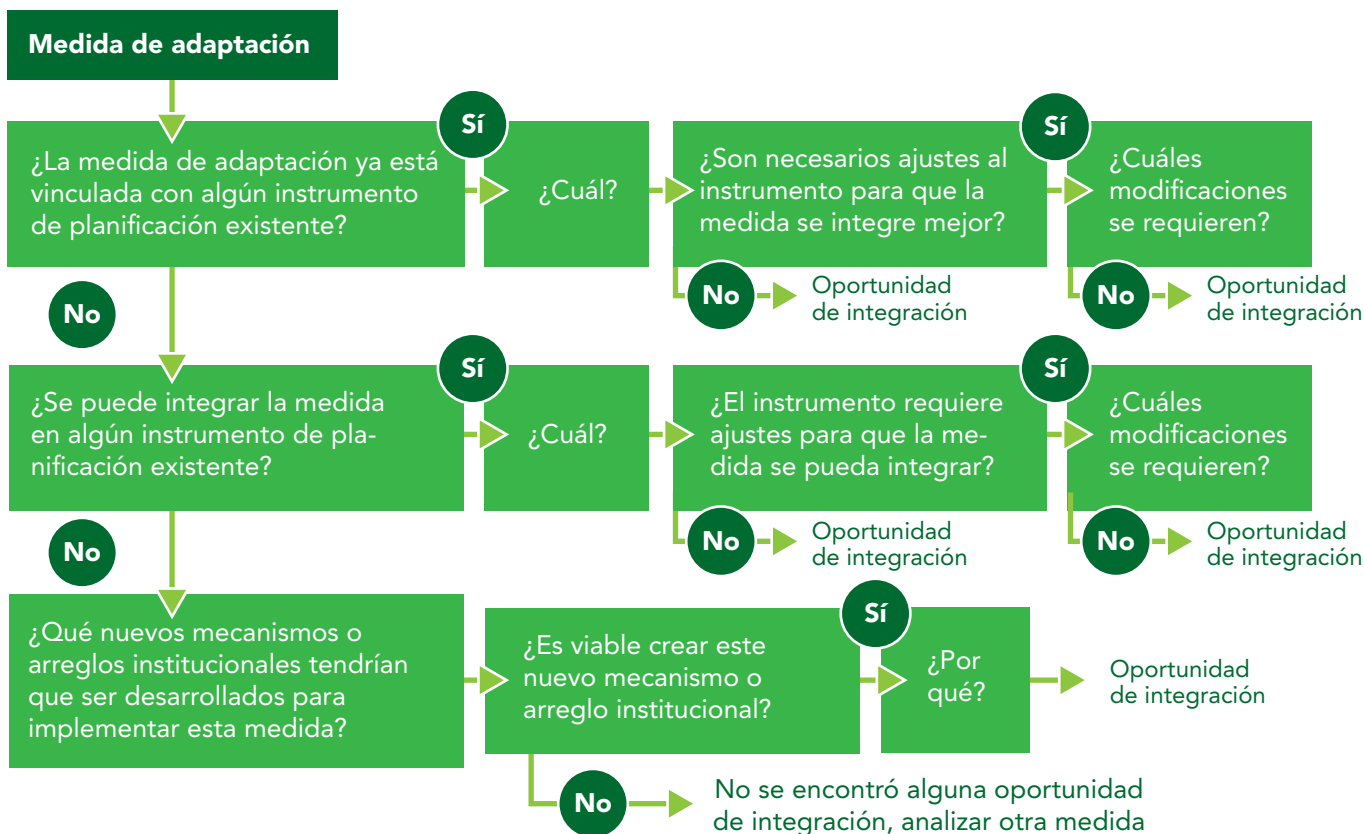 Medida de adaptación
¿La medida de adaptación ya está
vinculada con algún instrumento
de planificación existente?
Sí
¿Cuál?
¿Son necesarios ajustes al
instrumento para que la
medida se integre mejor?
Sí
¿Cuáles
modificaciones
se requieren?
No
Oportunidad
de integración
No
Oportunidad
de integración
No
¿Se puede integrar la medida
en algún instrumento de pla-
nificación existente?
Sí
¿Cuál?
¿El instrumento requiere
ajustes para que la me-
dida se pueda integrar?
Sí
¿Cuáles
modificaciones
se requieren?
No
Oportunidad
de integración
No
Oportunidad
de integración
No
¿Qué nuevos mecanismos o
arreglos institucionales tendrían
que ser desarrollados para
implementar esta medida?
¿Es viable crear este
nuevo mecanismo o
arreglo institucional?
Sí
¿Por
qué?
Oportunidad
de integración
No
No se encontró alguna oportunidad
de integración, analizar otra medida